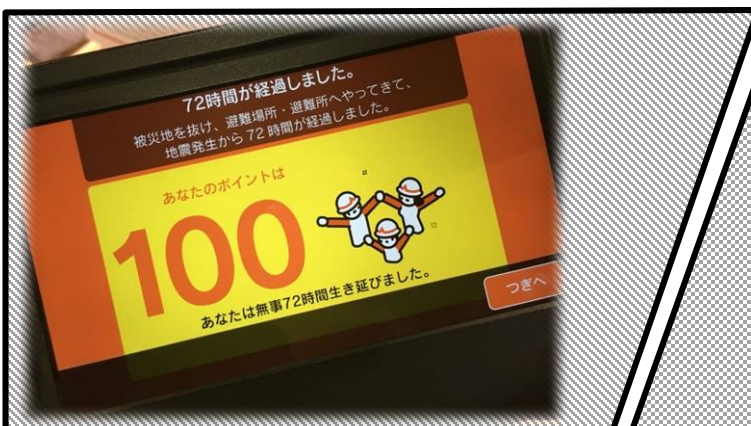 72時間が経過しました。
被災地を抜け、避難場所・避難所へやってきて、
地震発生から 72 時間が経過しました。
あなたのポイントは
100
あなたは無事72時間生き延びました。
つぎへ